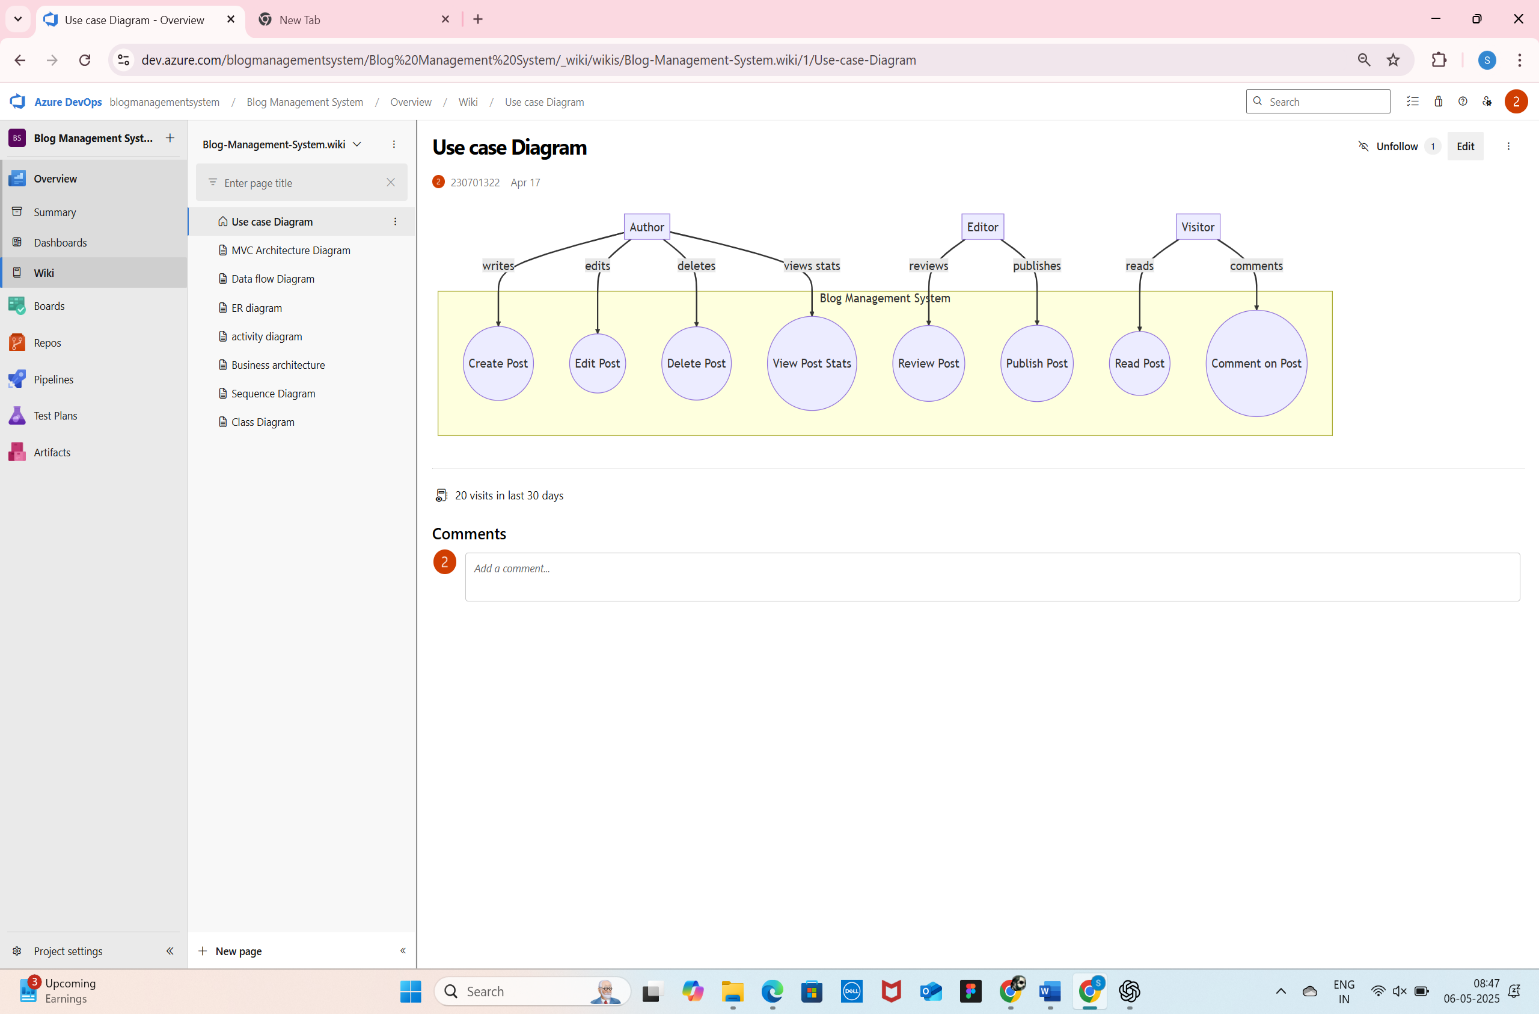 Use case Diagram - Overview
New Tab
dev.azure.com/blogmanagementsystem/Blog%20Management%20System/_wiki/wikis/Blog-Management-System.wiki/1/Use-case-Diagram
S
Azure DevOps blogmanagementsystem / Blog Management System / Overview / Wiki / Use case Diagram
Search
2
BS Blog Management Syst...
Overview
Summary
Dashboards
Wiki
Boards
Repos
Pipelines
Test Plans
Artifacts
Project settings
Blog-Management-System.wiki
Enter page title
Use case Diagram
MVC Architecture Diagram
Data flow Diagram
ER diagram
activity diagram
Business architecture
Sequence Diagram
Class Diagram
New page
Use case Diagram
Unfollow 1 Edit
2 230701322 Apr 17
Author Editor Visitor
writes edits deletes views stats reviews publishes reads comments
Blog Management System
Create Post Edit Post Delete Post View Post Stats Review Post Publish Post Read Post Comment on Post
20 visits in last 30 days
Comments
2 Add a comment...
3
Upcoming
Earnings
Search
DELL
W
S
ENG
IN
08:47
06-05-2025